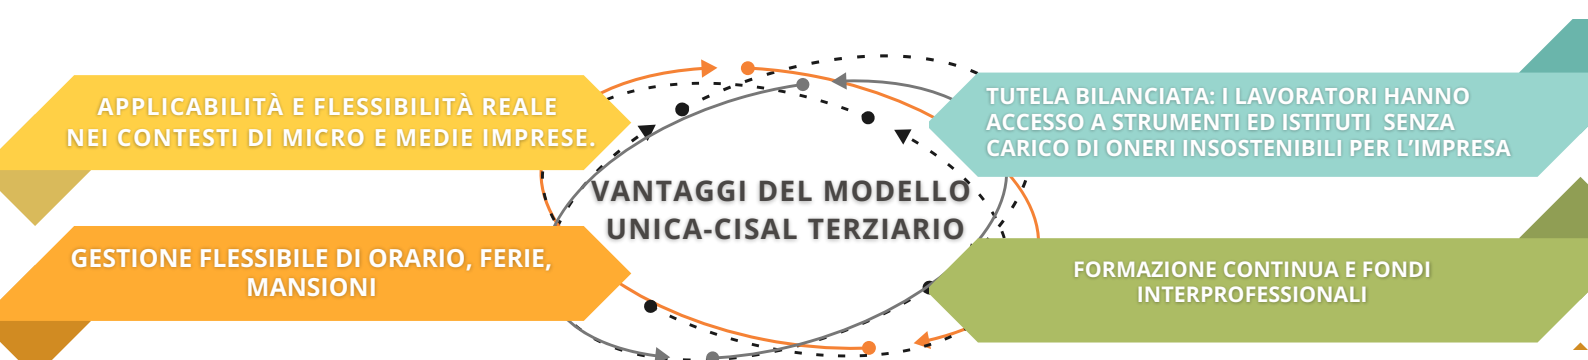 APPLICABILITÀ E FLESSIBILITÀ REALE
NEI CONTESTI DI MICRO E MEDIE IMPRESE.
TUTELA BILANCIATA: I LAVORATORI HANNO
ACCESSO A STRUMENTI ED ISTITUTI SENZA
CARICO DI ONERI INSOSTENIBILI PER L'IMPRESA
VANTAGGI DEL MODELLO
UNICA-CISAL TERZIARIO
GESTIONE FLESSIBILE DI ORARIO, FERIE,
MANSIONI
FORMAZIONE CONTINUA E FONDI
INTERPROFESSIONALI